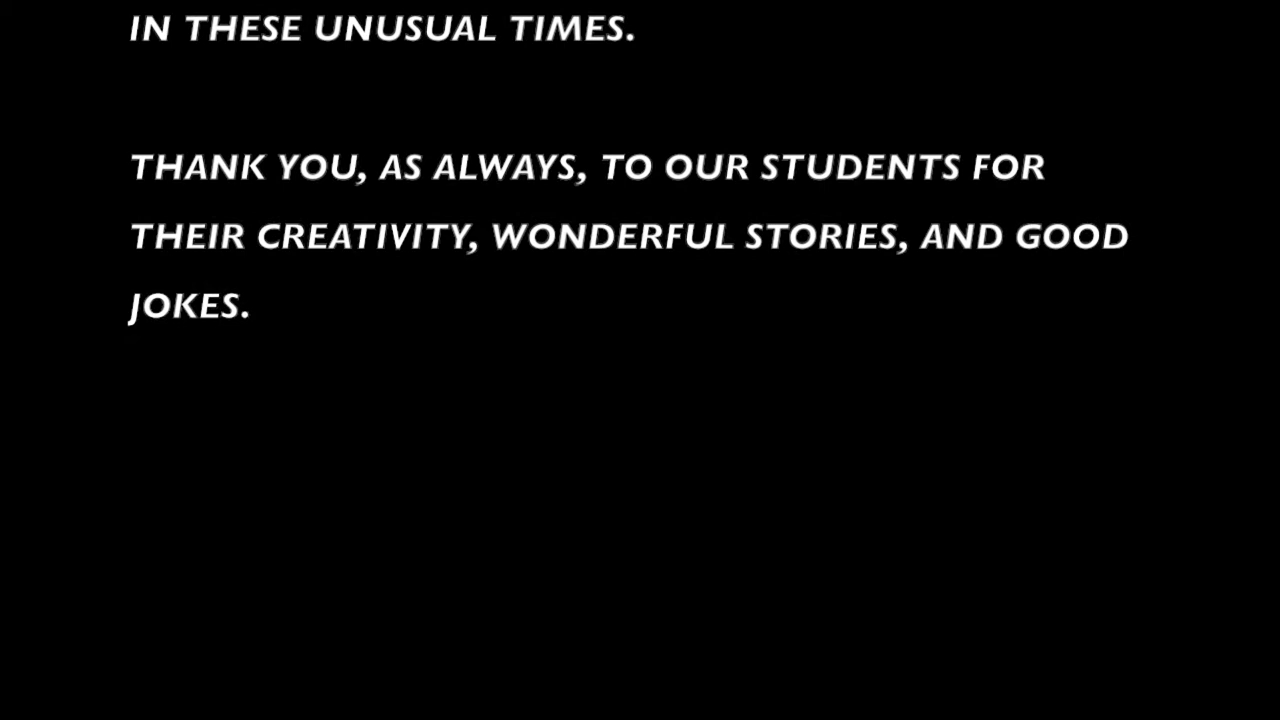 IN THESE UNUSUAL TIMES.
THANK YOU, AS ALWAYS, TO OUR STUDENTS FOR
THEIR CREATIVITY, WONDERFUL STORIES, AND GOOD
JOKES.